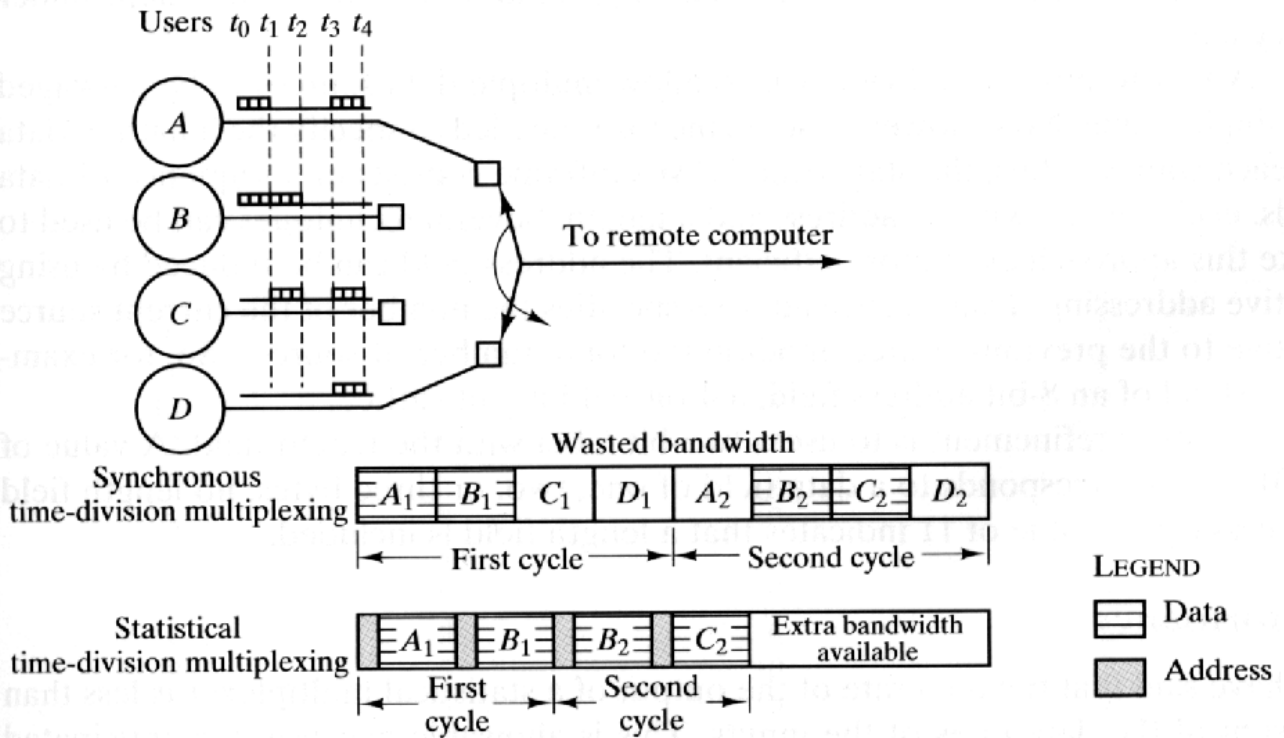 Users t0 t1 t2 t3 t4
A
B
To remote computer
C
D
Wasted bandwidth
Synchronous
time-division multiplexing
A1 B1 C1 D1 A2 B2 C2 D2
First cycle Second cycle
LEGEND
Data
Address
Statistical
time-division multiplexing
A1 B1 B2 C2 Extra bandwidth
available
First
cycle
Second
cycle